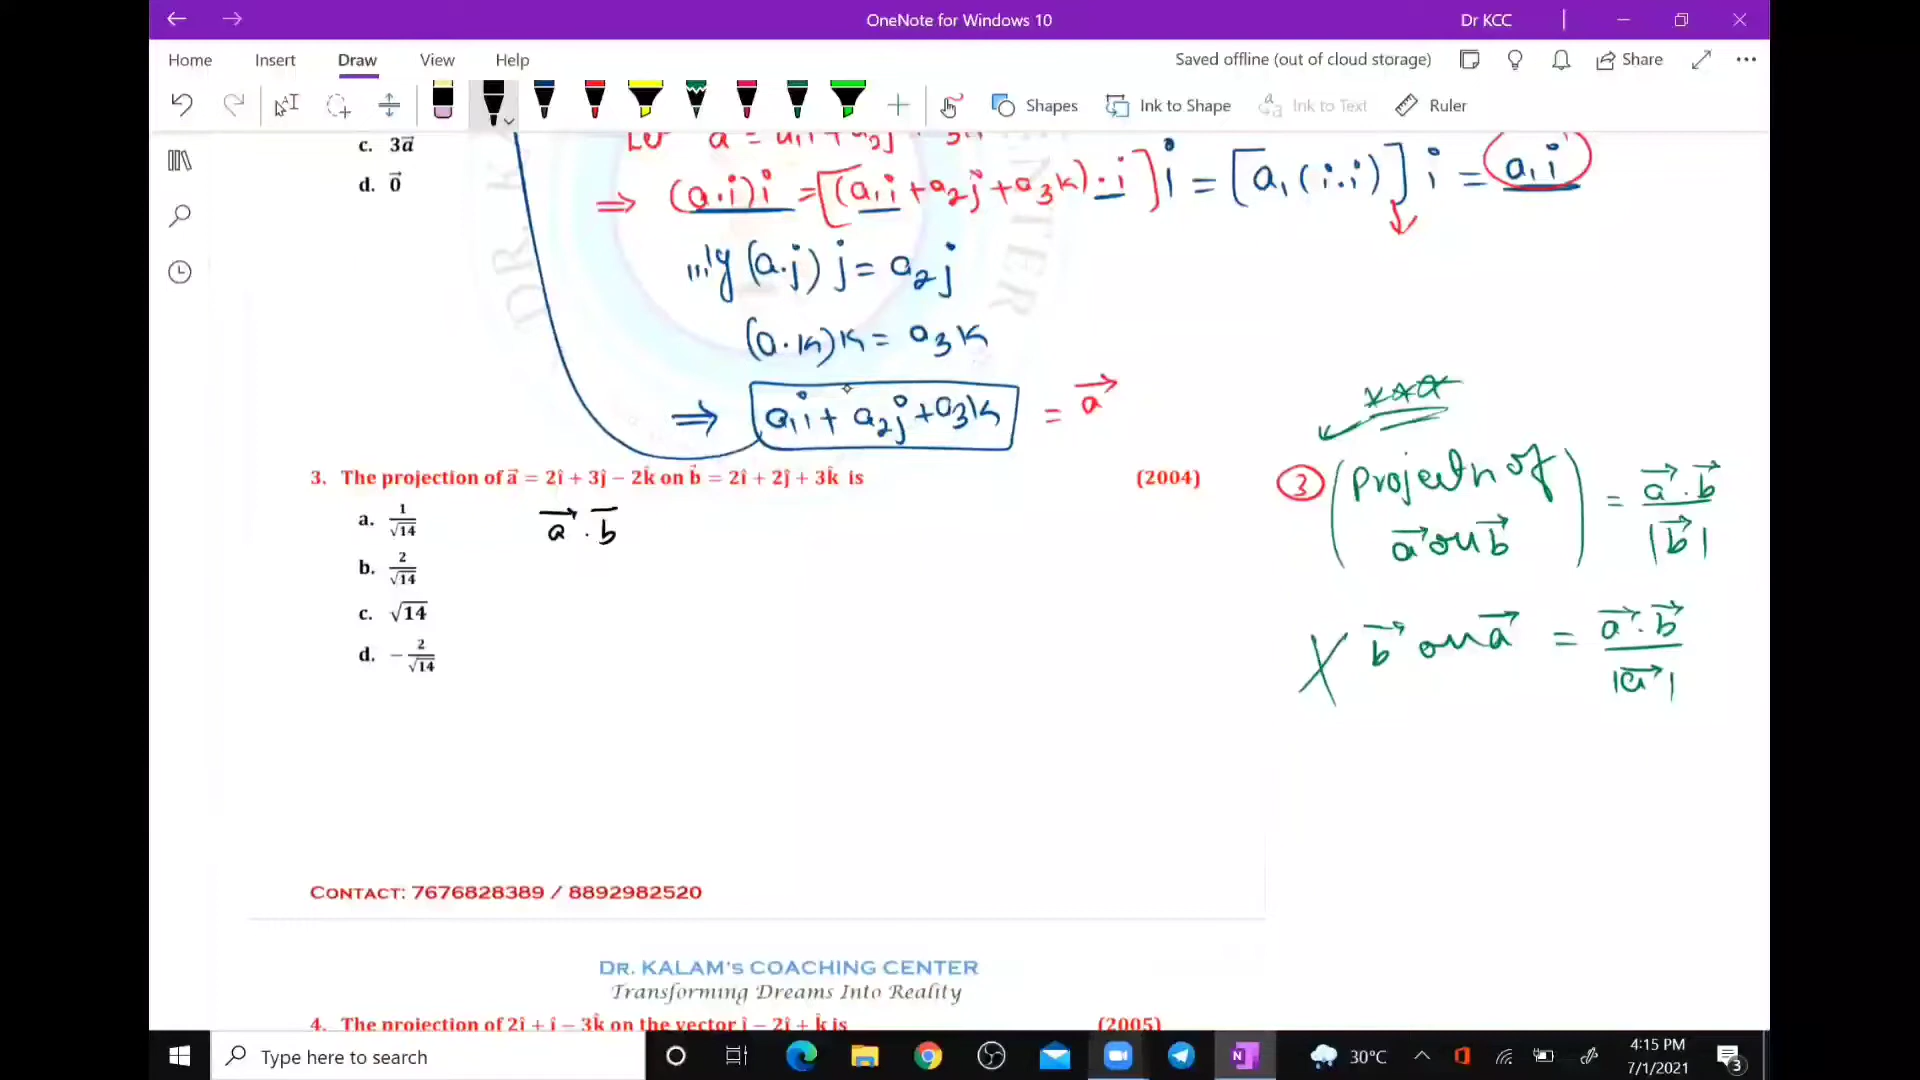 OneNote for Windows 10
Dr KCC
Home Insert Draw View Help
Saved offline (out of cloud storage)
Share
Shapes
Ink to Shape
Ink to Text
Ruler
c. 3a⃗
d. 0⃗
⇒ (a.i)i = [(a₁i + a₂j + a₃k).i]i = [a₁(i.i)]i = a₁i
|||ly (a.j)j = a₂j
(a.k)k = a₃k
⇒ a₁i + a₂j + a₃k = a⃗
3. The projection of a⃗ = 2î + 3ĵ − 2k̂ on b⃗ = 2î + 2ĵ + 3k̂ is (2004)
a. 1/√14
b. 2/√14
c. √14
d. −2/√14
a⃗ . b
③ (Projectn of a⃗ on b⃗) = a⃗.b⃗/|b⃗|
b⃗ on a⃗ = a⃗.b⃗/|a⃗|
CONTACT: 7676828389 / 8892982520
DR. KALAM's COACHING CENTER
Transforming Dreams Into Reality
4. The projection of 2î + î − 3k̂ on the vector î − 2î + k̂ is (2005)
Type here to search
30°C
4:15 PM
7/1/2021
3